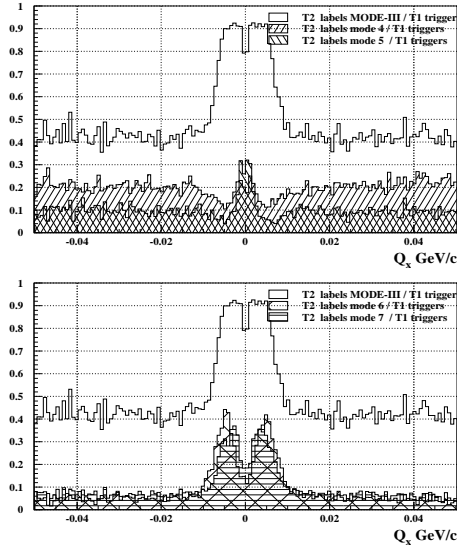 1
T2 labels MODE-III / T1 trigger
0.9
T2 labels mode 4 / T1 triggers
T2 labels mode 5 / T1 triggers
0.8
0.7
0.6
0.5
0.4
0.3
0.2
0.1
0
-0.04 -0.02 0 0.02 0.04
Qx GeV/c
1
T2 labels MODE-III / T1 trigger
0.9
T2 labels mode 6 / T1 triggers
T2 labels mode 7 / T1 triggers
0.8
0.7
0.6
0.5
0.4
0.3
0.2
0.1
0
-0.04 -0.02 0 0.02 0.04
Qx GeV/c